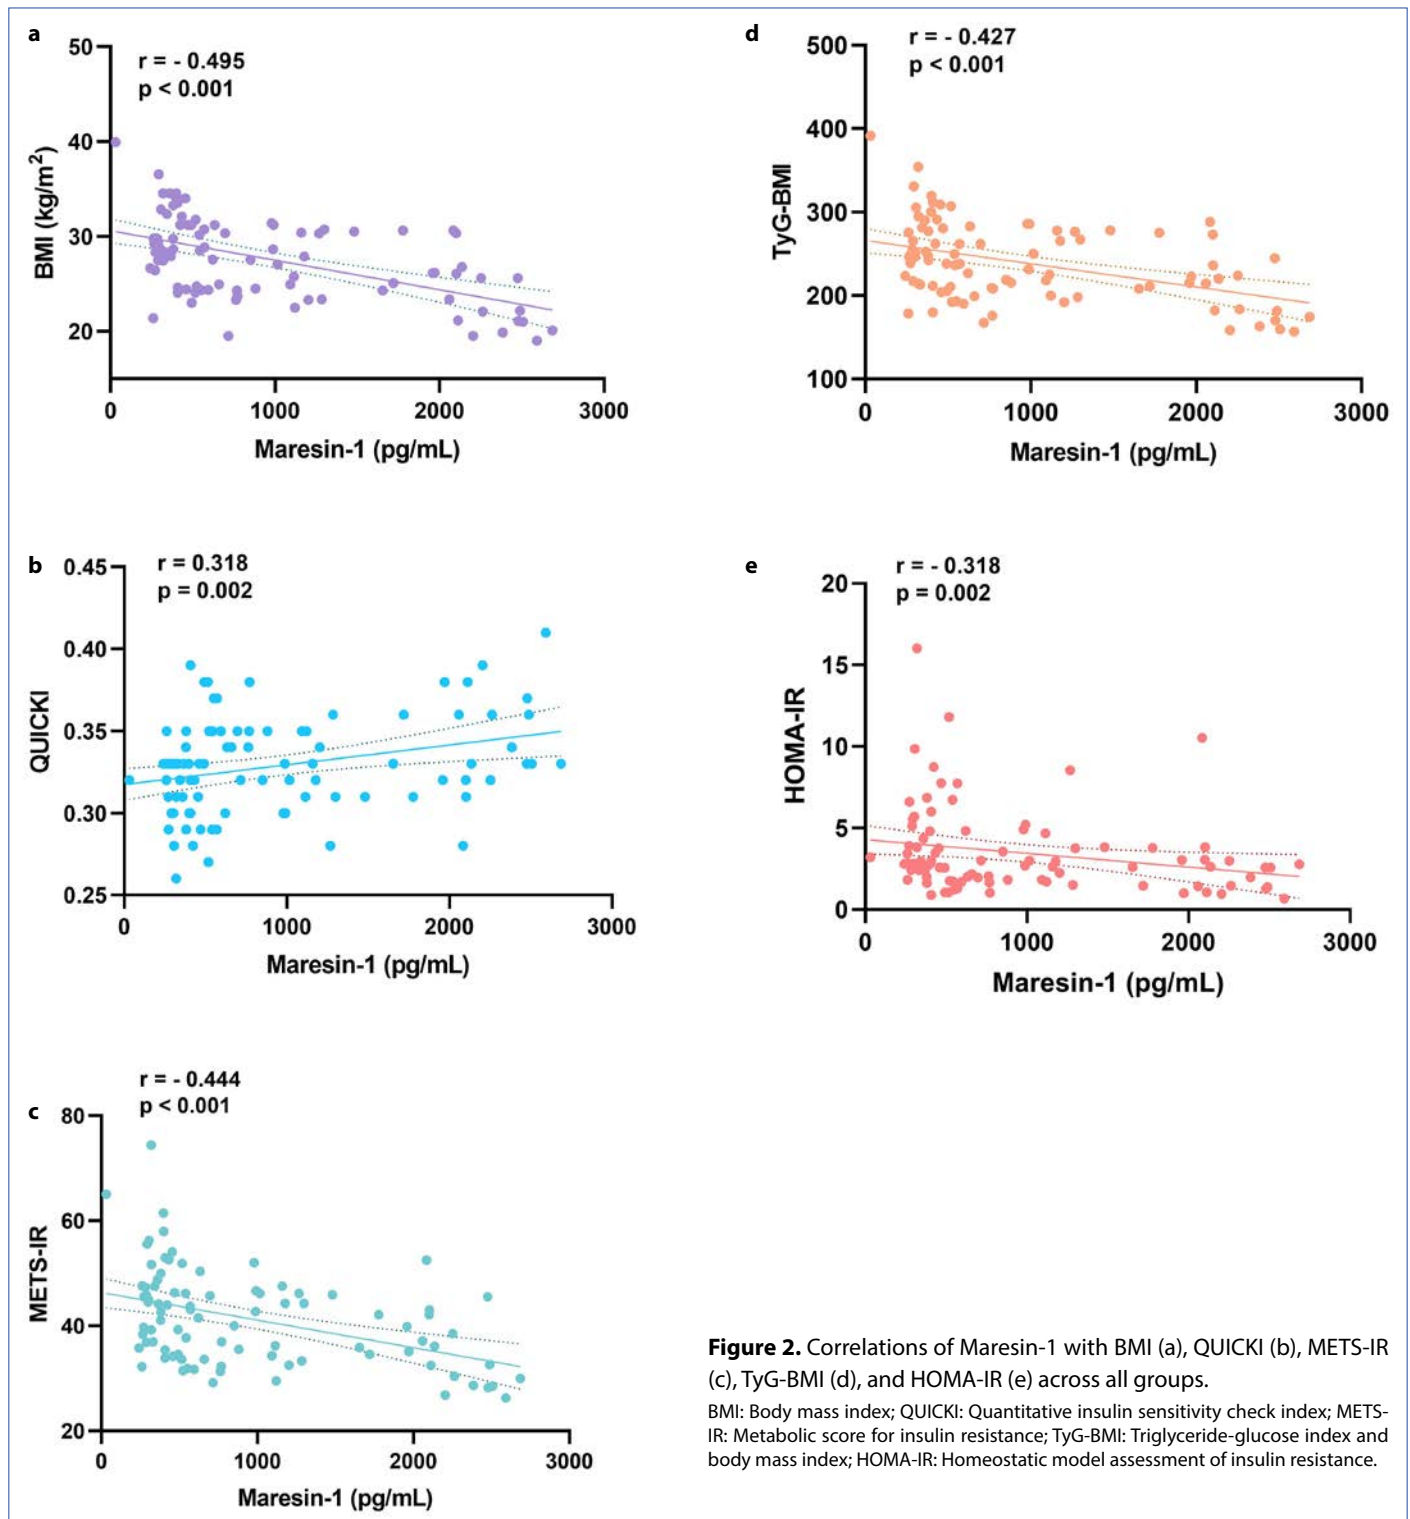 a
r = - 0.495
p < 0.001
50
40
30
20
BMI (kg/m²)
0 1000 2000 3000
Maresin-1 (pg/mL)
b
r = 0.318
p = 0.002
0.45
0.40
0.35
0.30
0.25
QUICKI
0 1000 2000 3000
Maresin-1 (pg/mL)
c
r = - 0.444
p < 0.001
80
60
40
20
METS-IR
0 1000 2000 3000
Maresin-1 (pg/mL)
d
r = - 0.427
p < 0.001
500
400
300
200
100
TyG-BMI
0 1000 2000 3000
Maresin-1 (pg/mL)
e
r = - 0.318
p = 0.002
20
15
10
5
0
HOMA-IR
0 1000 2000 3000
Maresin-1 (pg/mL)
Figure 2. Correlations of Maresin-1 with BMI (a), QUICKI (b), METS-IR
(c), TyG-BMI (d), and HOMA-IR (e) across all groups.
BMI: Body mass index; QUICKI: Quantitative insulin sensitivity check index; METS-
IR: Metabolic score for insulin resistance; TyG-BMI: Triglyceride-glucose index and
body mass index; HOMA-IR: Homeostatic model assessment of insulin resistance.